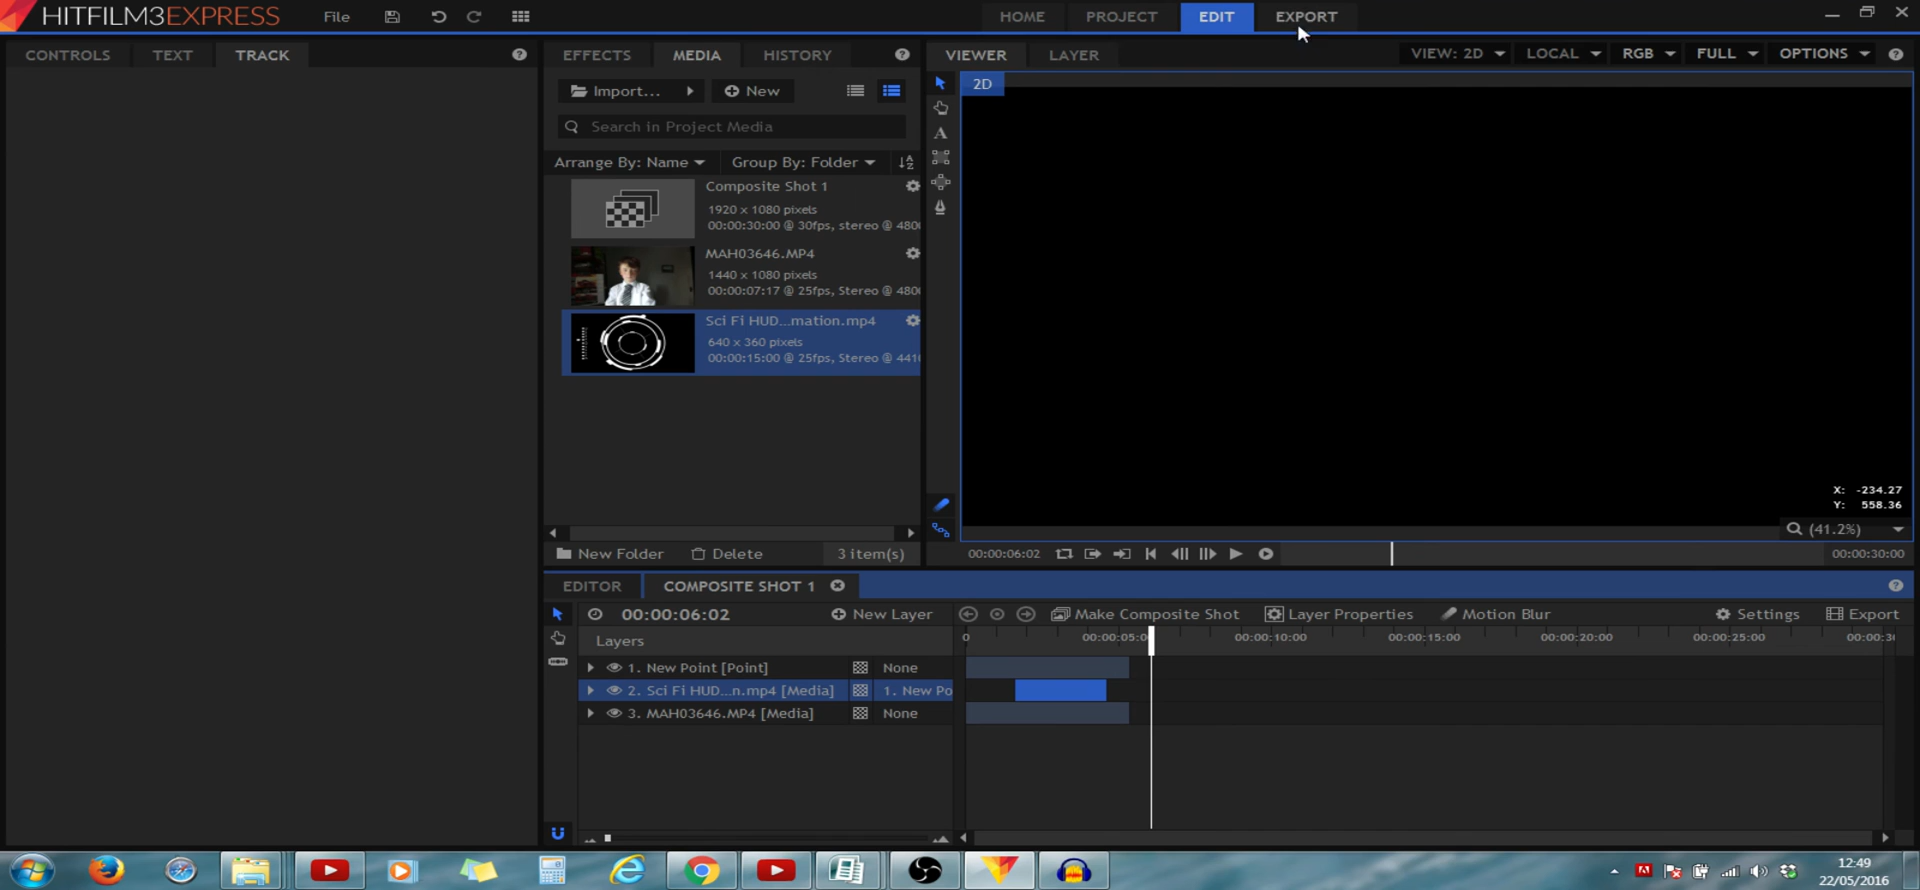 HITFILM3EXPRESS File HOME PROJECT EDIT EXPORT
CONTROLS TEXT TRACK EFFECTS MEDIA HISTORY VIEWER LAYER VIEW: 2D LOCAL RGB FULL OPTIONS
Import... New
2D
A
Search in Project Media
Arrange By: Name Group By: Folder
Composite Shot 1
1920 x 1080 pixels
00:00:30:00 @ 30fps, stereo @ 480
MAH03646.MP4
1440 x 1080 pixels
00:00:07:17 @ 25fps, Stereo @ 480
Sci Fi HUD...mation.mp4
640 x 360 pixels
00:00:15:00 @ 25fps, Stereo @ 441
X: -234.27
Y: 558.36
(41.2%)
New Folder Delete 3 item(s) 00:00:06:02 00:00:30:00
EDITOR COMPOSITE SHOT 1
00:00:06:02 New Layer Make Composite Shot Layer Properties Motion Blur Settings Export
Layers 0 00:00:05:0 00:00:10:00 00:00:15:00 00:00:20:00 00:00:25:00 00:00:3
1. New Point [Point] None
2. Sci Fi HUD...n.mp4 [Media] 1. New Po
3. MAH03646.MP4 [Media] None
12:49
22/05/2016